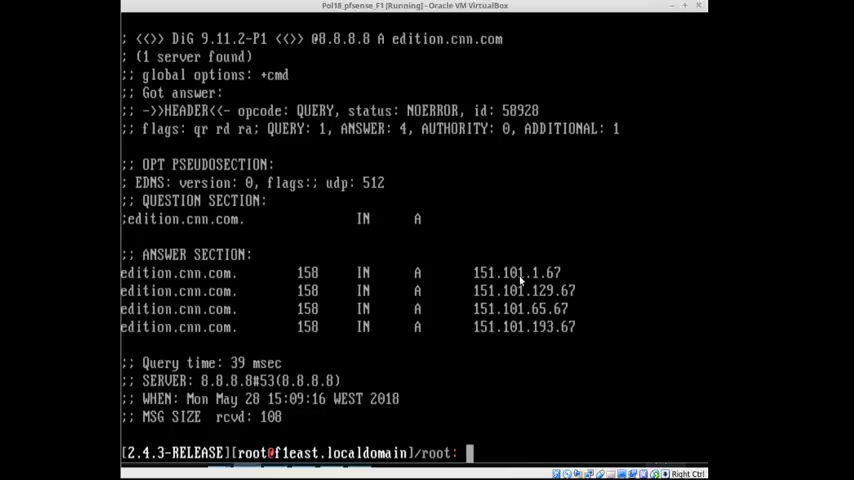 Pol18_pfsense_F1 [Running] - Oracle VM VirtualBox
; <<>> DiG 9.11.2-P1 <<>> @8.8.8.8 A edition.cnn.com
; (1 server found)
;; global options: +cmd
;; Got answer:
;; ->>HEADER<<- opcode: QUERY, status: NOERROR, id: 58928
;; flags: qr rd ra; QUERY: 1, ANSWER: 4, AUTHORITY: 0, ADDITIONAL: 1
;; OPT PSEUDOSECTION:
; EDNS: version: 0, flags:; udp: 512
;; QUESTION SECTION:
;edition.cnn.com. IN A
;; ANSWER SECTION:
edition.cnn.com. 158 IN A 151.101.1.67
edition.cnn.com. 158 IN A 151.101.129.67
edition.cnn.com. 158 IN A 151.101.65.67
edition.cnn.com. 158 IN A 151.101.193.67
;; Query time: 39 msec
;; SERVER: 8.8.8.8#53(8.8.8.8)
;; WHEN: Mon May 28 15:09:16 WEST 2018
;; MSG SIZE rcvd: 108
[2.4.3-RELEASE][root@f1east.localdomain]/root:
Right Ctrl